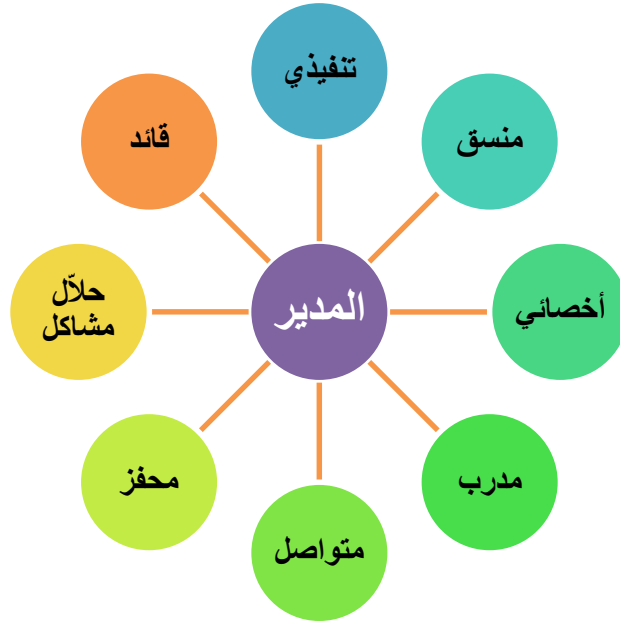 تنفيذي
منسق
أخصائي
مدرب
متواصل
محفز
حلاّل
مشاكل
قائد
المدير